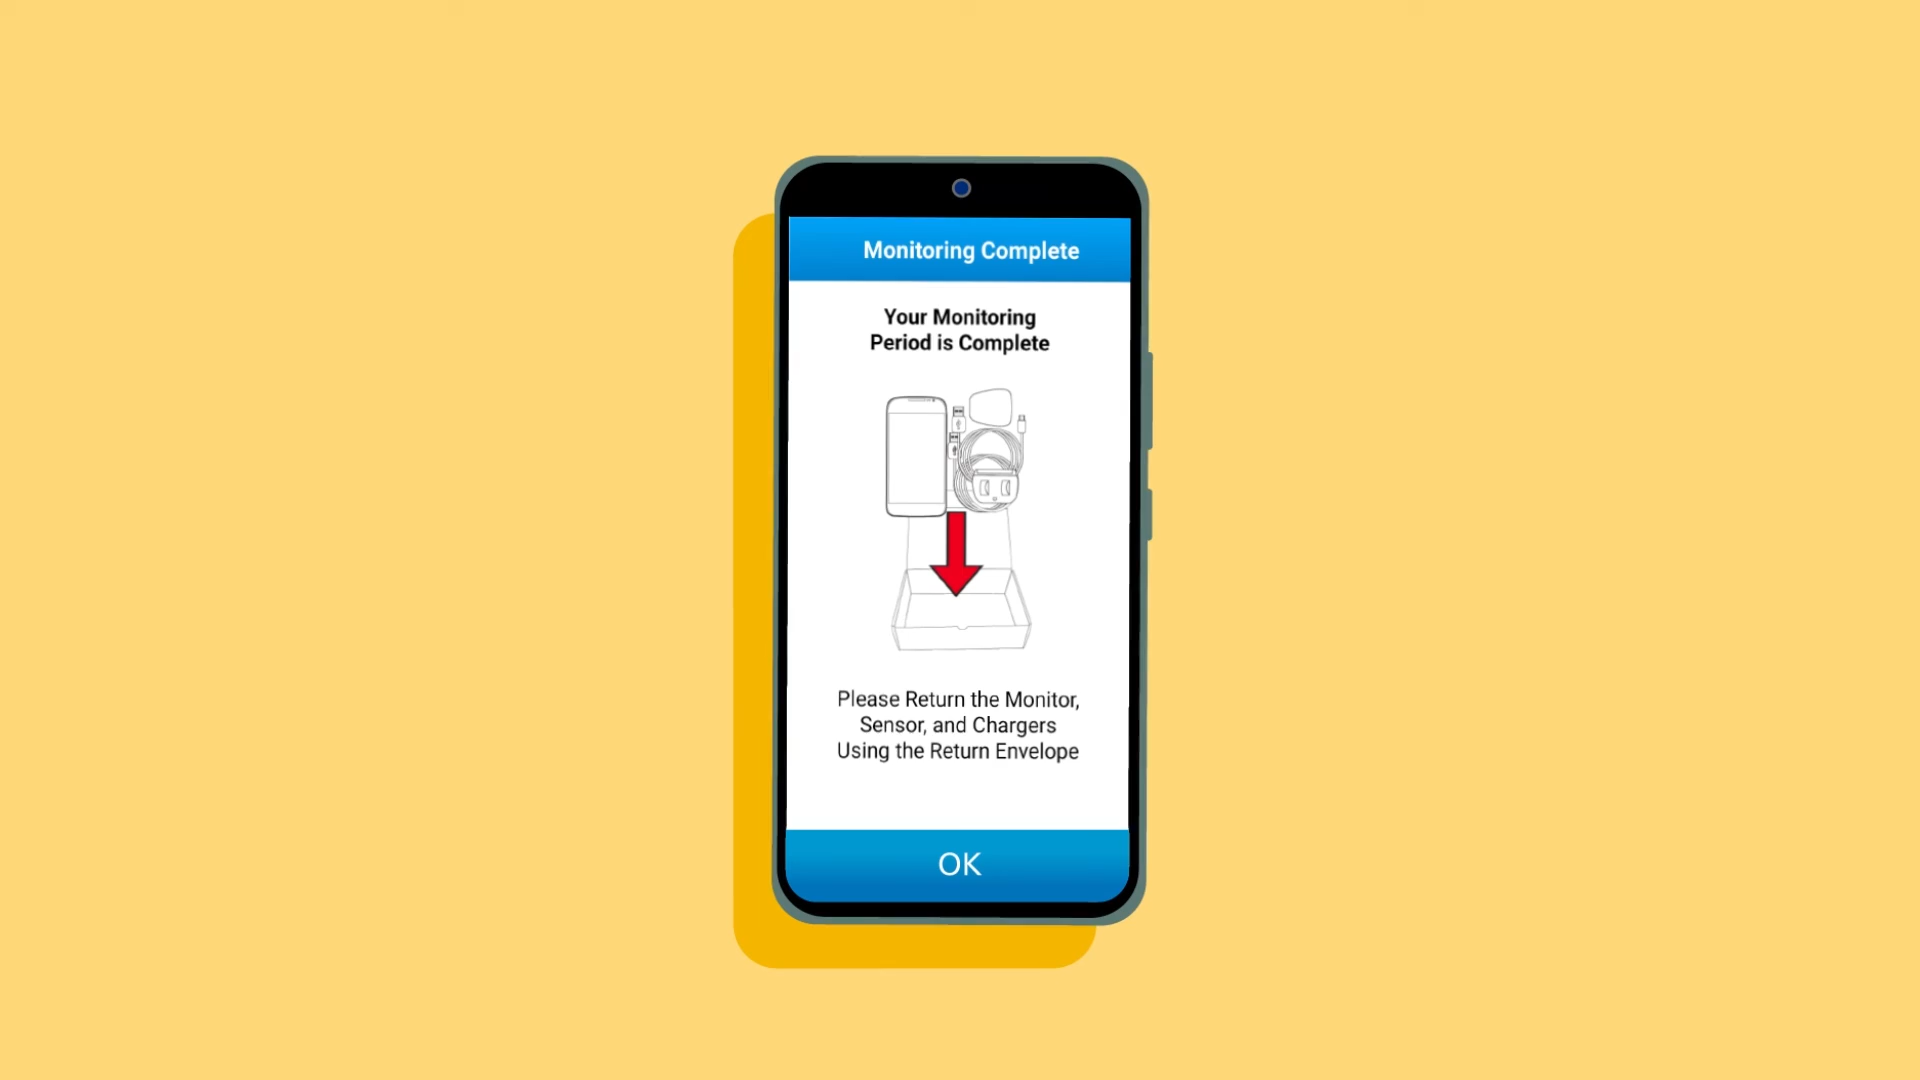 Monitoring Complete
Your Monitoring
Period is Complete
Please Return the Monitor,
Sensor, and Chargers
Using the Return Envelope
OK